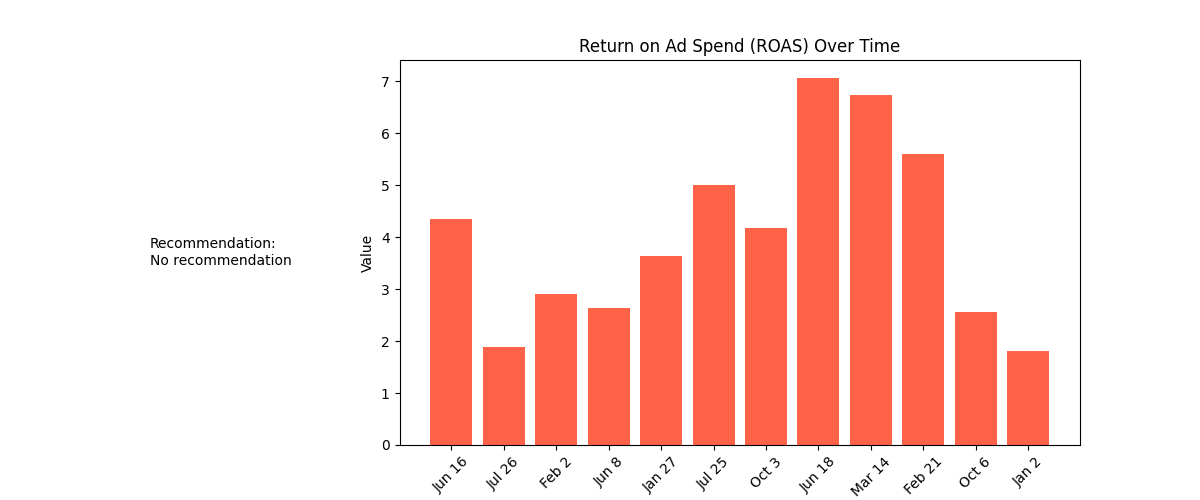 Return on Ad Spend (ROAS) Over Time
Recommendation:
No recommendation
Value
7
6
5
4
3
2
1
0
Jun 16
Jul 26
Feb 2
Jun 8
Jan 27
Jul 25
Oct 3
Jun 18
Mar 14
Feb 21
Oct 6
Jan 2